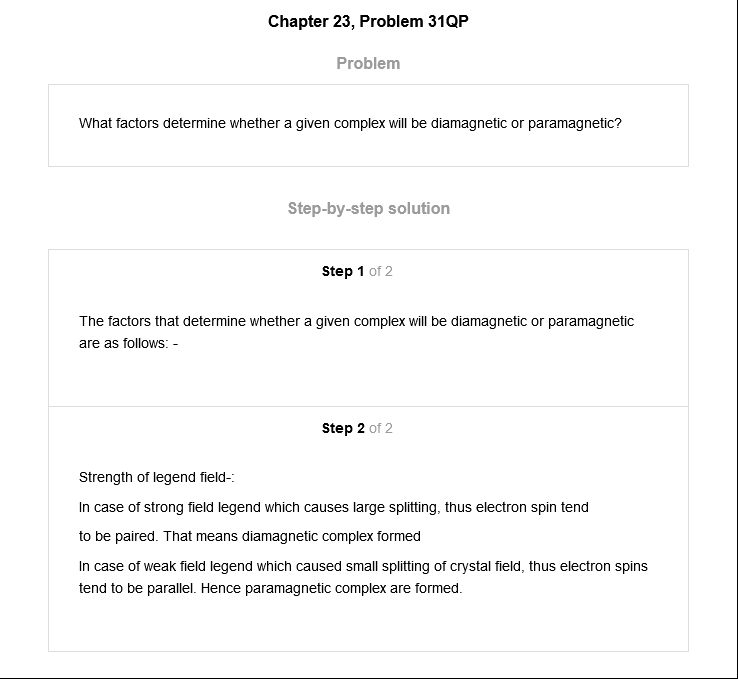 Chapter 23, Problem 31QP
Problem
What factors determine whether a given complex will be diamagnetic or paramagnetic?
Step-by-step solution
Step 1 of 2
The factors that determine whether a given complex will be diamagnetic or paramagnetic
are as follows: -
Step 2 of 2
Strength of legend field-:
In case of strong field legend which causes large splitting, thus electron spin tend
to be paired. That means diamagnetic complex formed
In case of weak field legend which caused small splitting of crystal field, thus electron spins
tend to be parallel. Hence paramagnetic complex are formed.